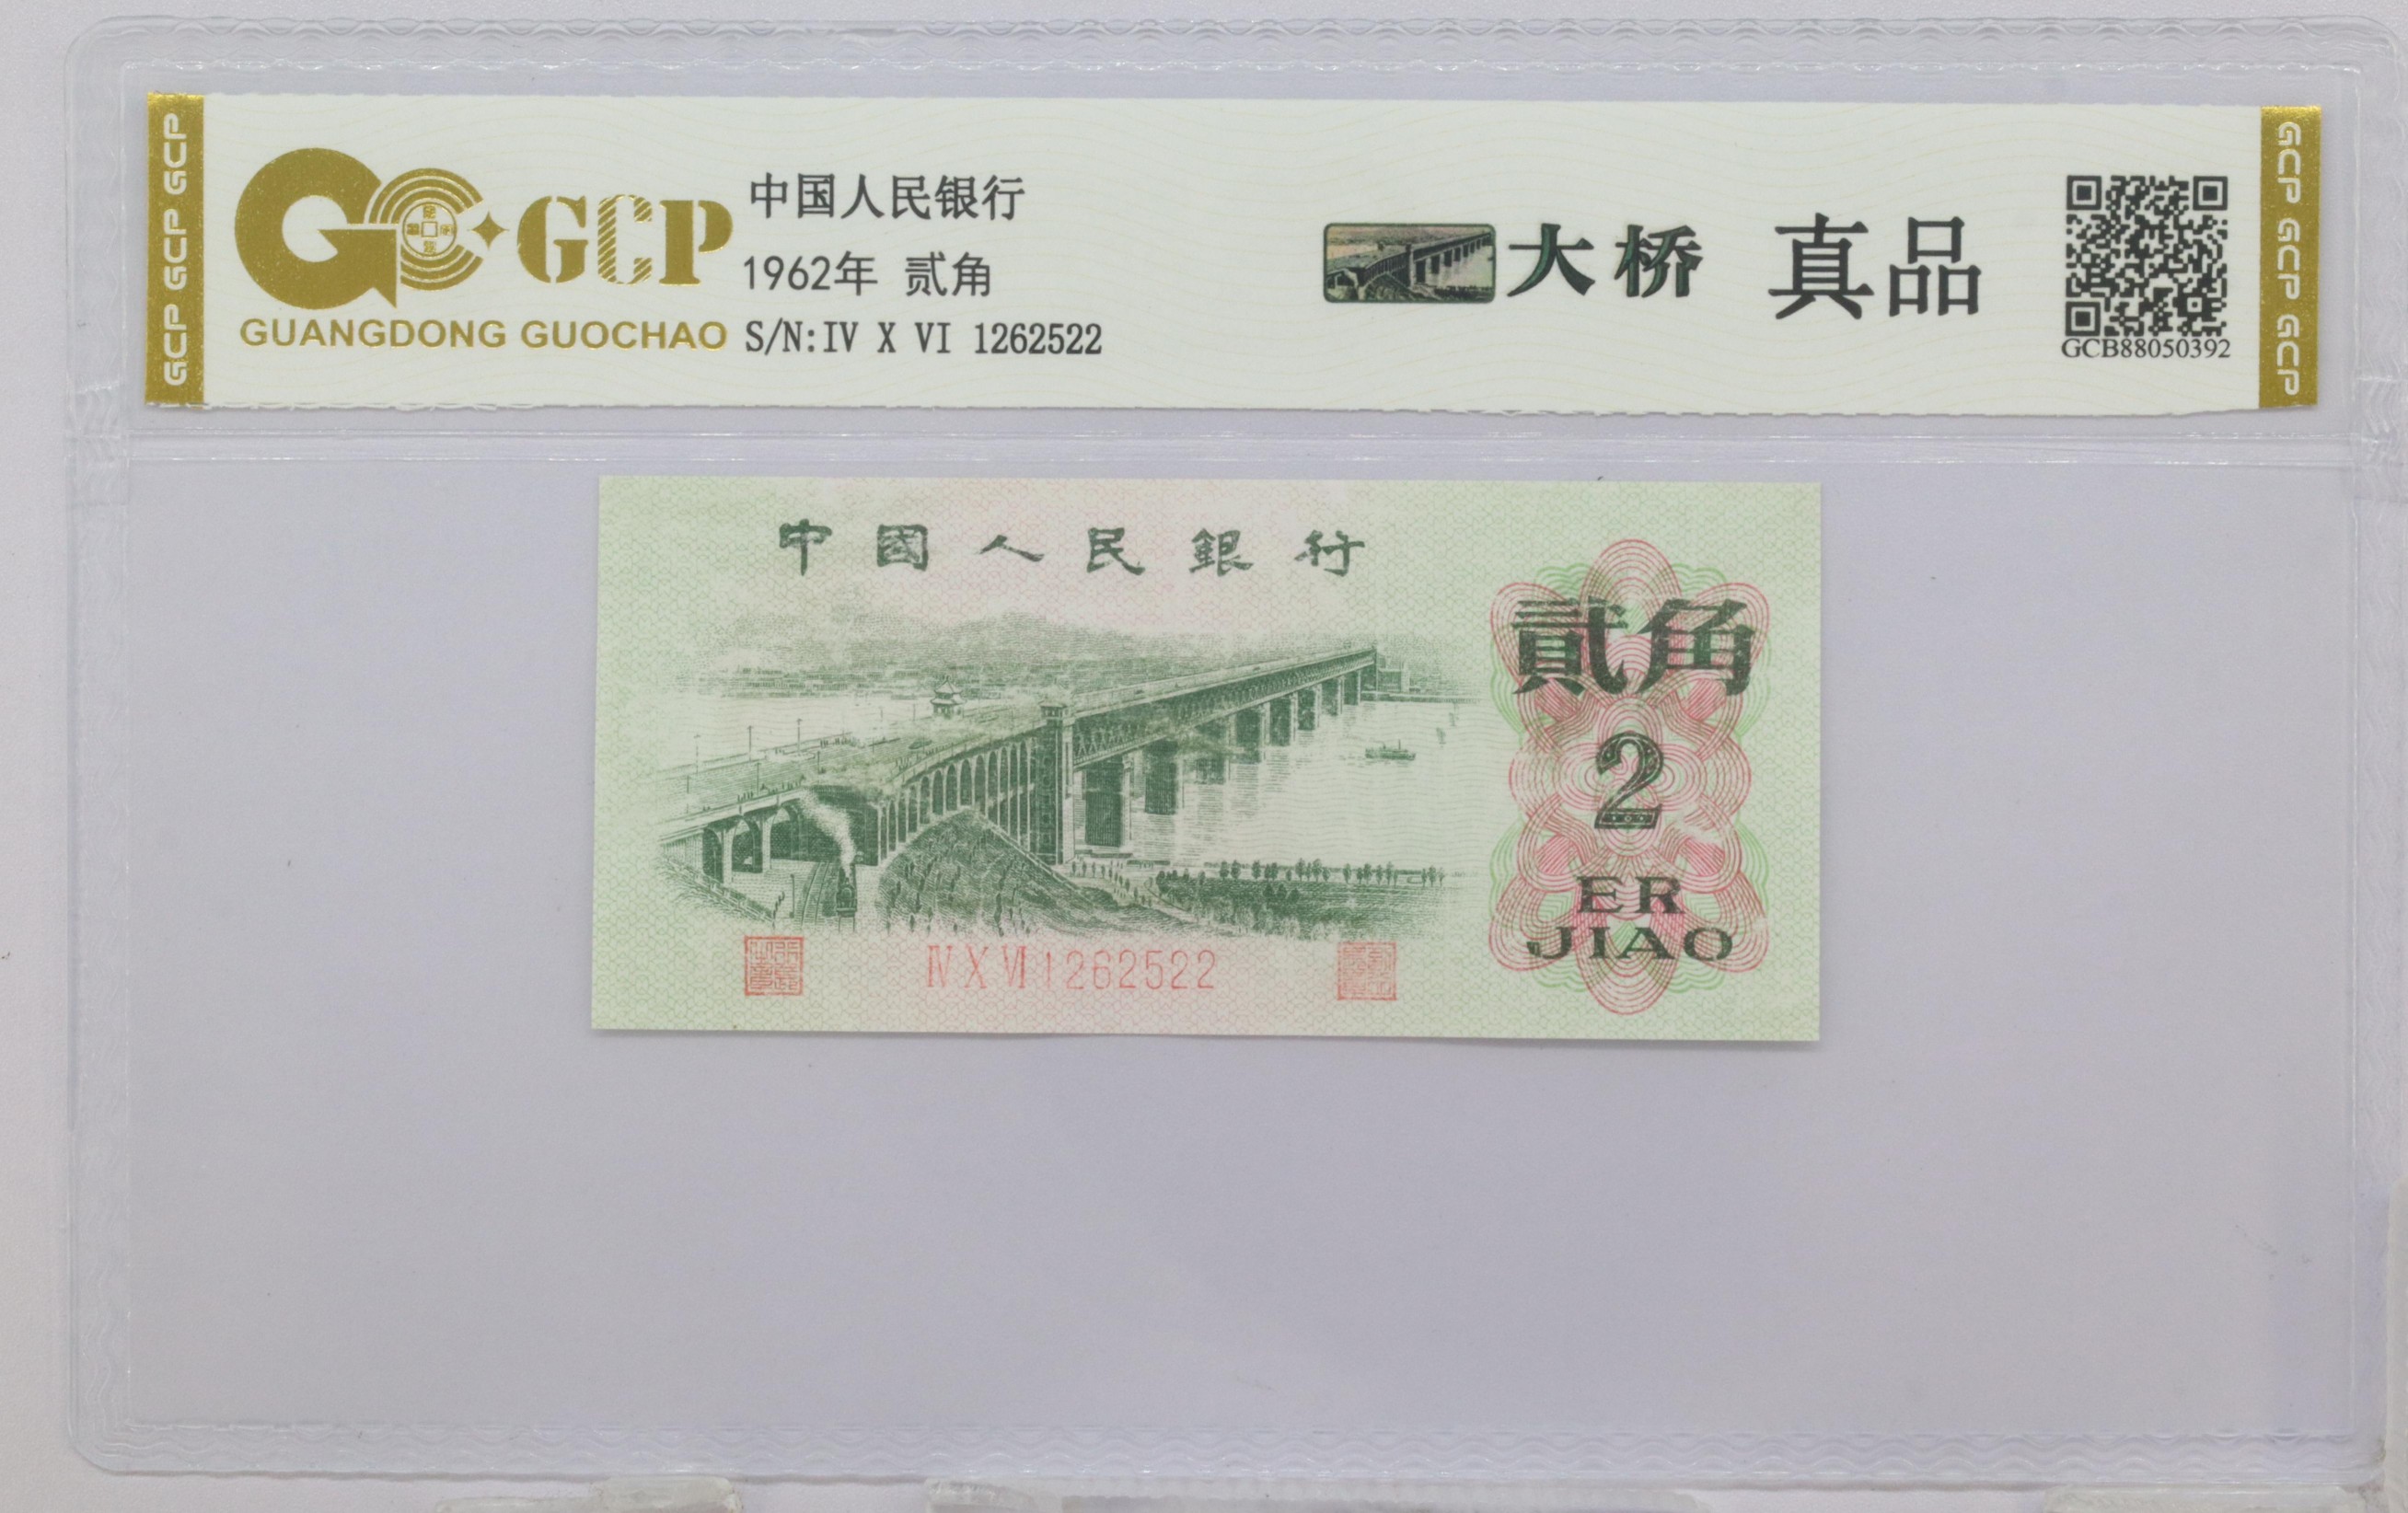 GCP GCP GCP
GCP
GUANGDONG GUOCHAO
中国人民银行
1962年 贰角
S/N:IV X VI 1262522
大桥 真品
GCB88050392
GCP GCP GCP
中國人民銀行
貳角
2
ER
JIAO
IV X VI 1262522